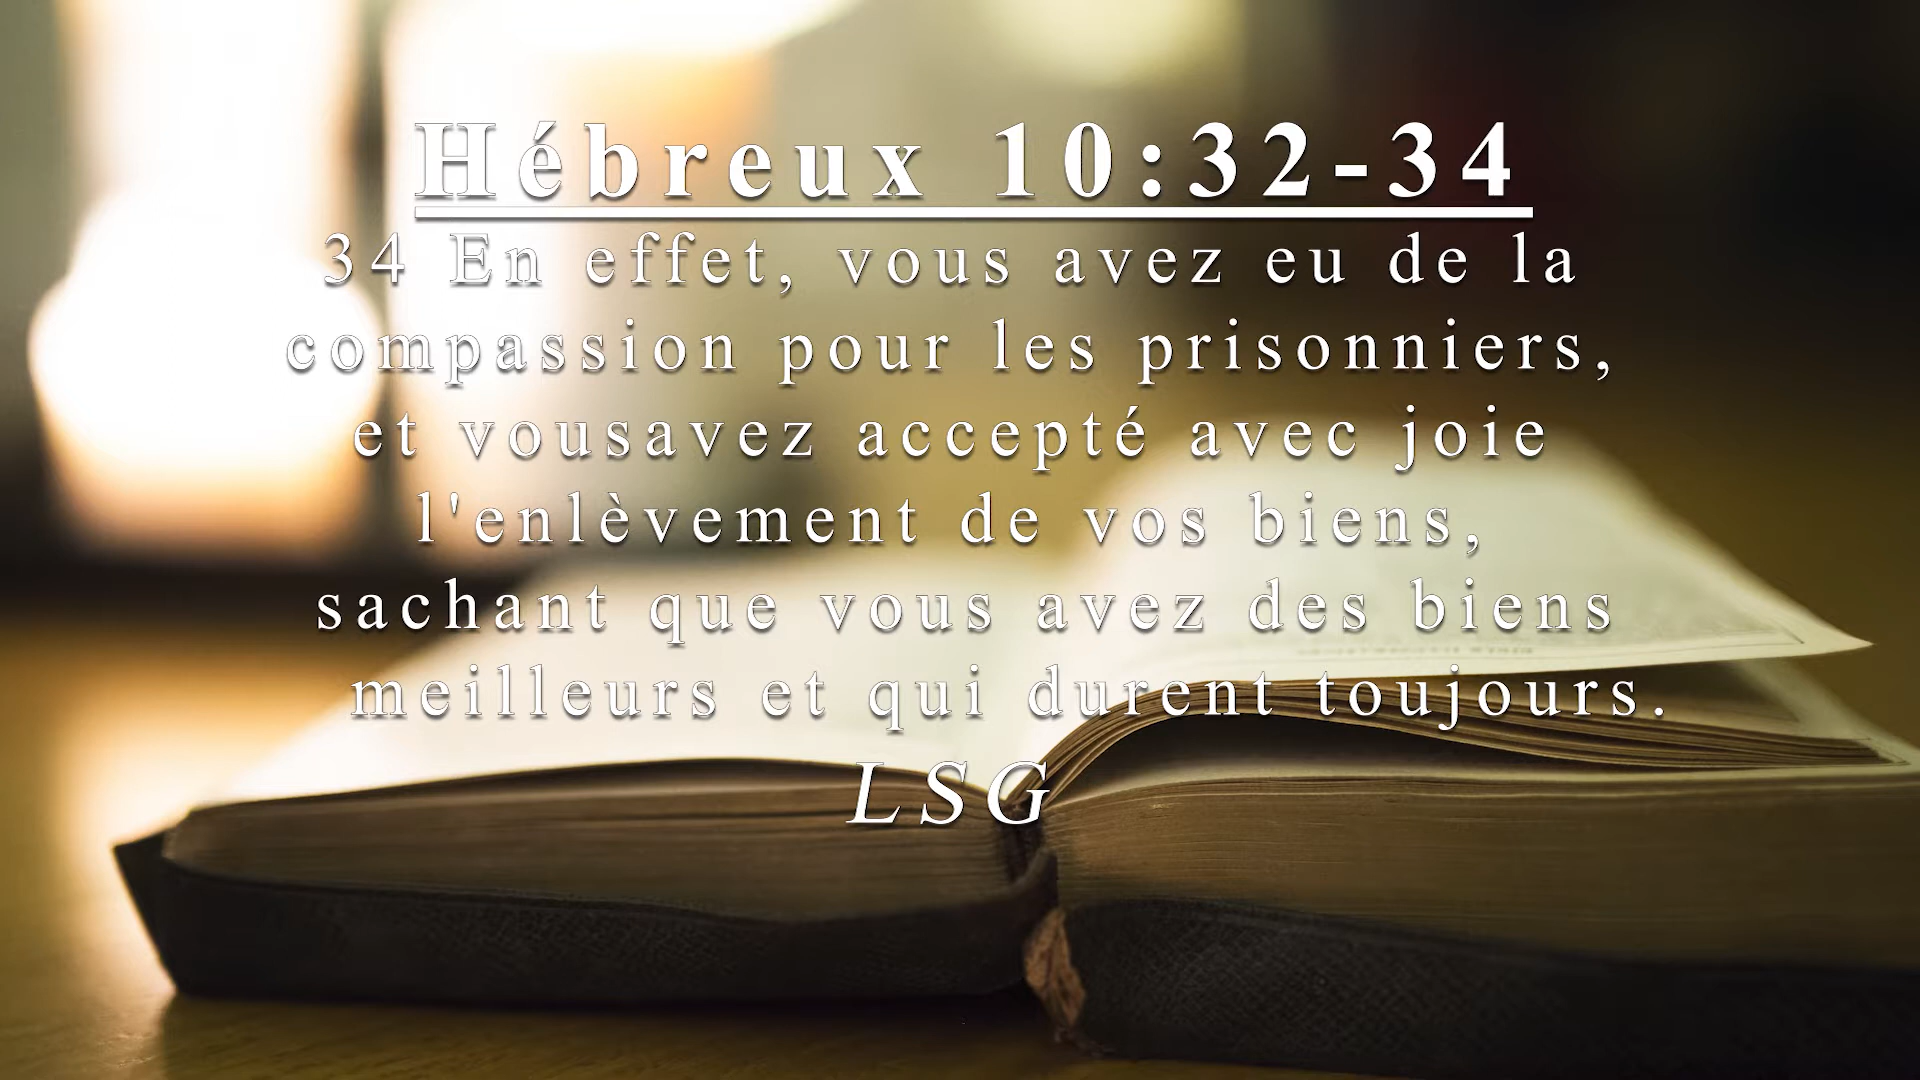 Hébreux 10:32-34
34 En effet, vous avez eu de la
compassion pour les prisonniers,
et vousavez accepté avec joie
l'enlèvement de vos biens,
sachant que vous avez des biens
meilleurs et qui durent toujours.
LSG